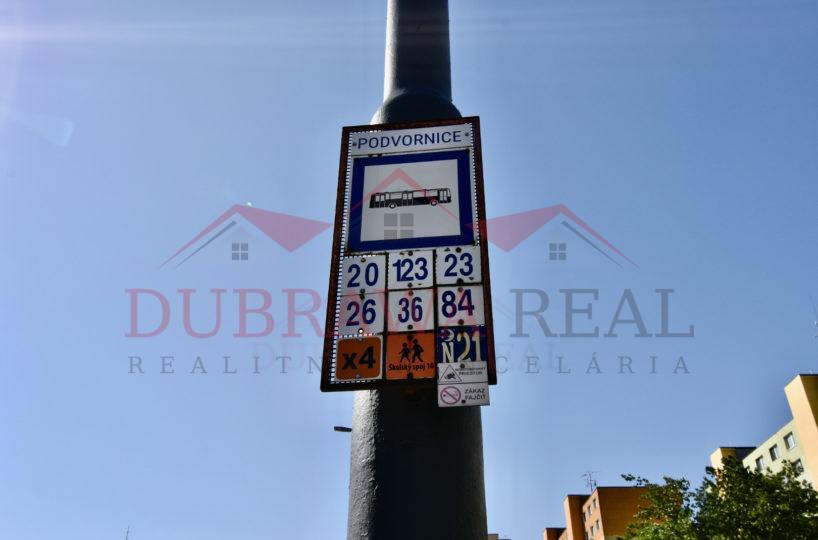 PODVORNICE
20 123 23
26 36 84
x4 Školský spoj 10 N21
ZÁKAZ
FAJČIŤ
DUBRAVA REAL
REALITNÁ KANCELÁRIA